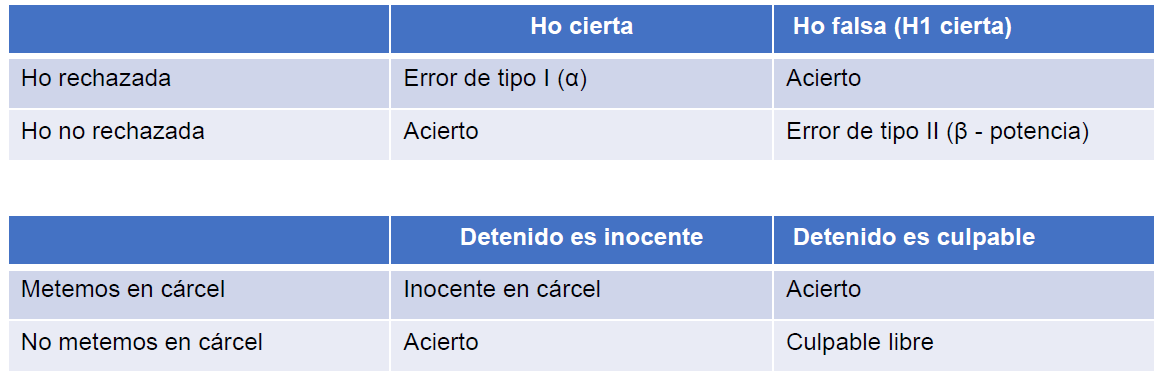 Ho cierta Ho falsa (H1 cierta)
Ho rechazada Error de tipo I (α) Acierto
Ho no rechazada Acierto Error de tipo II (β - potencia)
Detenido es inocente Detenido es culpable
Metemos en cárcel Inocente en cárcel Acierto
No metemos en cárcel Acierto Culpable libre